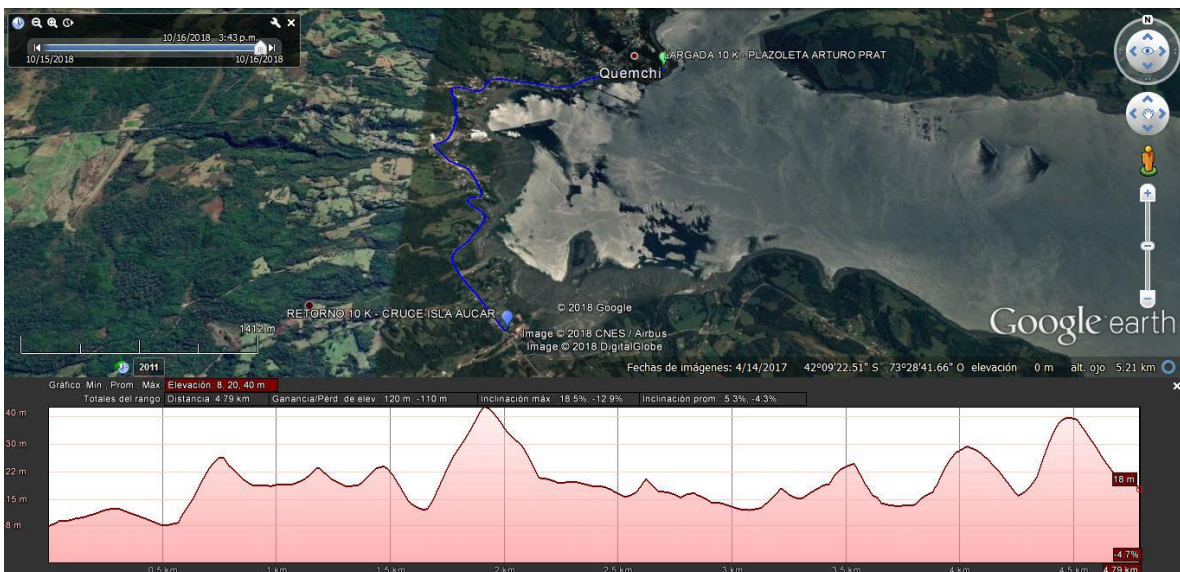 10/16/2018 3:43 p.m.
10/15/2018 10/16/2018
N
LARGADA 10 K - PLAZOLETA ARTURO PRAT
Quemchi
RETORNO 10 K - CRUCE ISLA AUCAR
1412 m
© 2018 Google
Image © 2018 CNES / Airbus
Image © 2018 DigitalGlobe
Google earth
2011
Fechas de imágenes: 4/14/2017 42°09'22.51" S 73°28'41.66" O elevación 0 m alt. ojo 5.21 km
Gráfico: Min., Prom., Máx. Elevación: 8, 20, 40 m
Totales del rango: Distancia: 4.79 km Ganancia/Pérd. de elev.: 120 m, -110 m Inclinación máx.: 18.5%, -12.9% Inclinación prom.: 5.3%, -4.3%
40 m
30 m
22 m
18 m
15 m
8 m
-4.7%
0.5 km 1 km 1.5 km 2 km 2.5 km 3 km 3.5 km 4 km 4.5 km 4.79 km